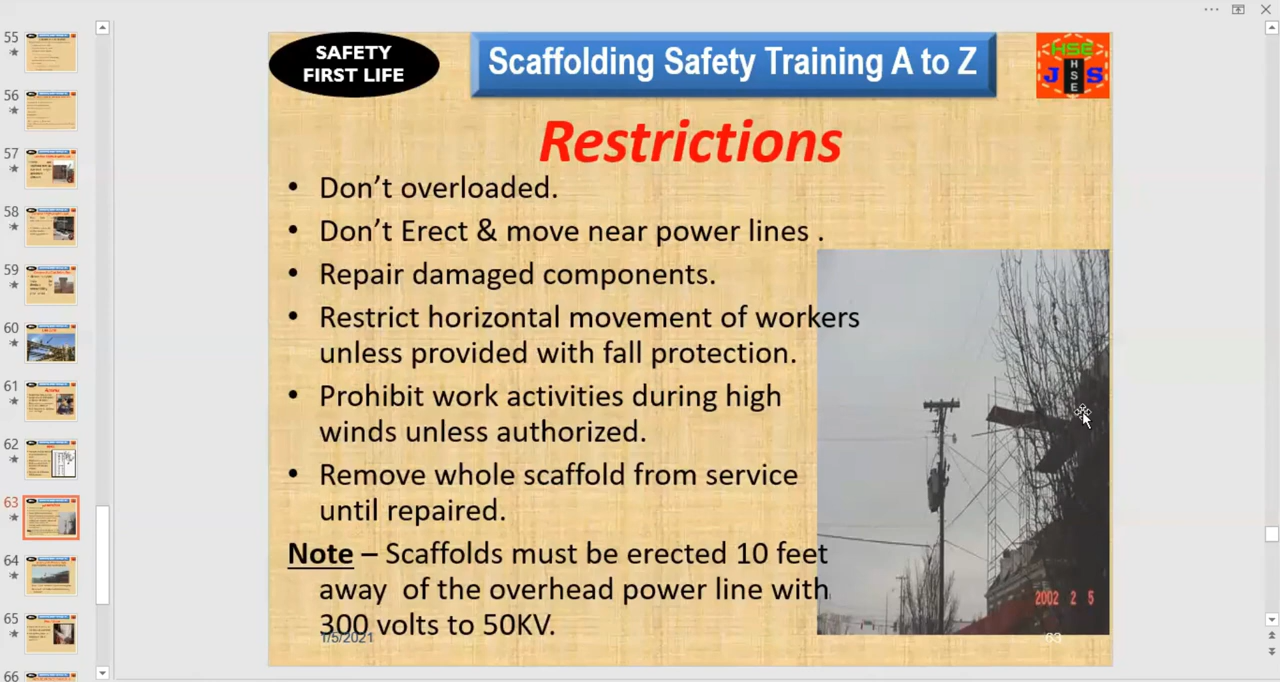 55
56
57
58
59
60
61
62
63
64
65
66
SAFETY
FIRST LIFE
Scaffolding Safety Training A to Z
HSE
J S
H
S
E
Restrictions
• Don’t overloaded.
• Don’t Erect & move near power lines .
• Repair damaged components.
• Restrict horizontal movement of workers
unless provided with fall protection.
• Prohibit work activities during high
winds unless authorized.
• Remove whole scaffold from service
until repaired.
Note – Scaffolds must be erected 10 feet
away of the overhead power line with
300 volts to 50KV.
1/5/2021
63
2002 2 5